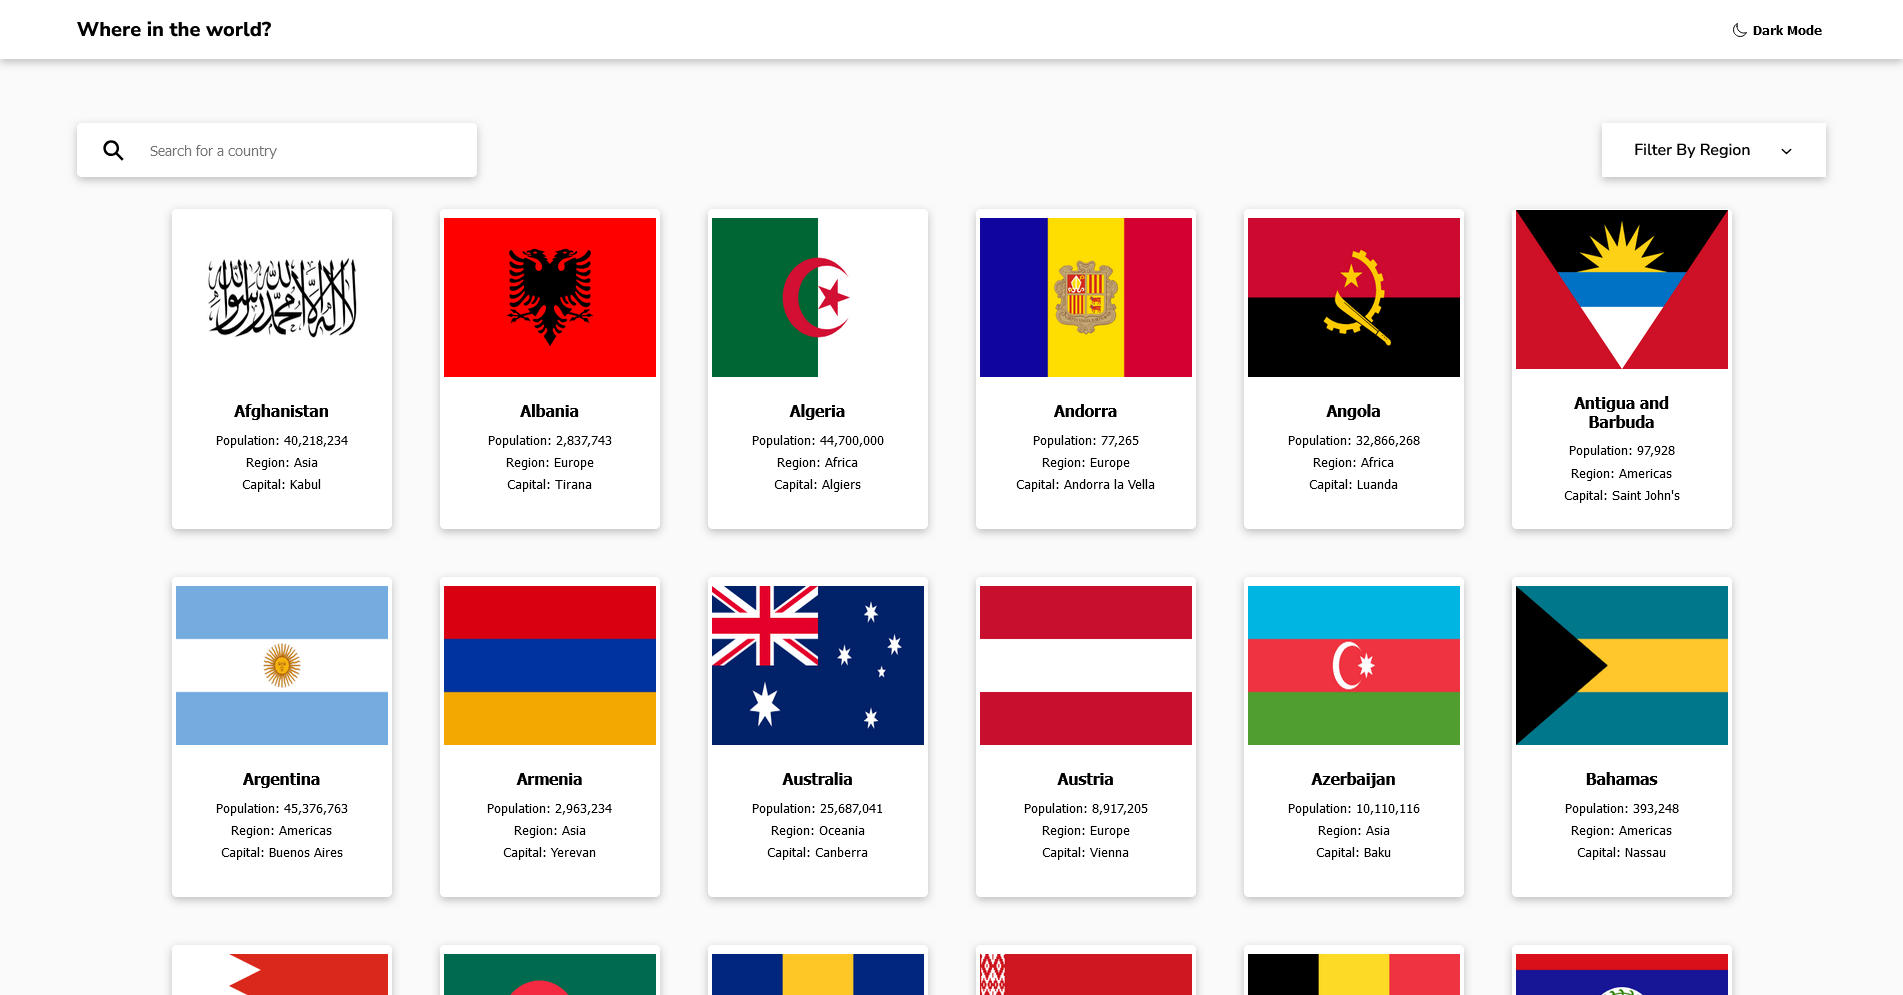 Where in the world?
Dark Mode
Search for a country
Filter By Region
لا إله إلا الله محمد رسول الله
Afghanistan
Population: 40,218,234
Region: Asia
Capital: Kabul
Albania
Population: 2,837,743
Region: Europe
Capital: Tirana
Algeria
Population: 44,700,000
Region: Africa
Capital: Algiers
Andorra
Population: 77,265
Region: Europe
Capital: Andorra la Vella
Angola
Population: 32,866,268
Region: Africa
Capital: Luanda
Antigua and
Barbuda
Population: 97,928
Region: Americas
Capital: Saint John's
Argentina
Population: 45,376,763
Region: Americas
Capital: Buenos Aires
Armenia
Population: 2,963,234
Region: Asia
Capital: Yerevan
Australia
Population: 25,687,041
Region: Oceania
Capital: Canberra
Austria
Population: 8,917,205
Region: Europe
Capital: Vienna
Azerbaijan
Population: 10,110,116
Region: Asia
Capital: Baku
Bahamas
Population: 393,248
Region: Americas
Capital: Nassau